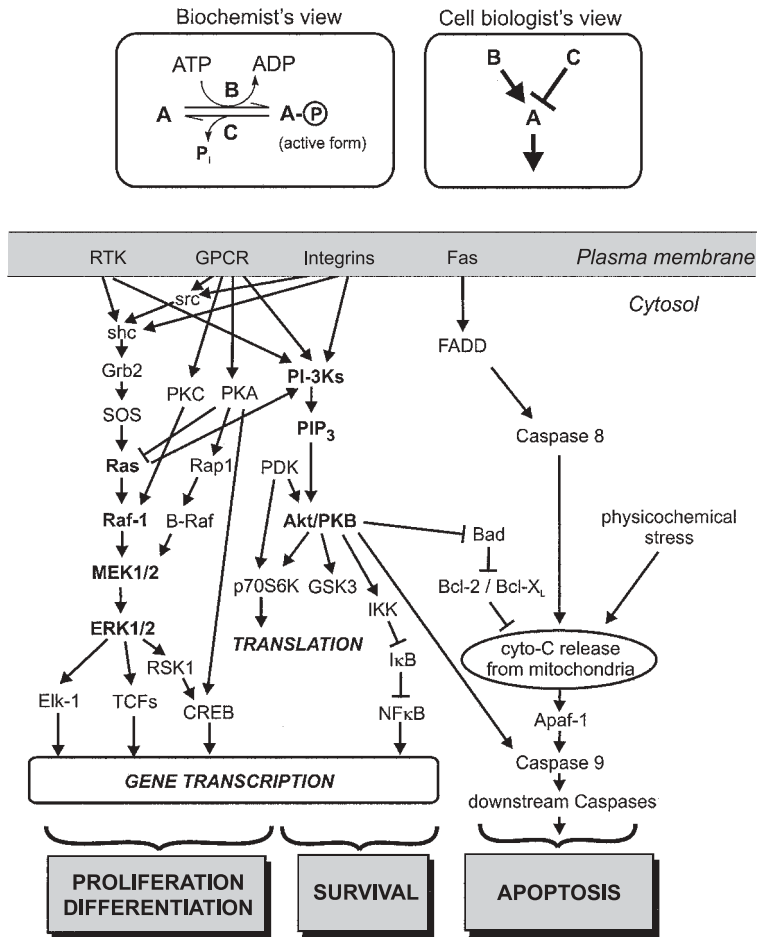 Biochemist's view
Cell biologist's view
ATP
ADP
B
A
A-P
C
(active form)
Pi
B
C
A
RTK
GPCR
Integrins
Fas
Plasma membrane
src
Cytosol
shc
FADD
Grb2
PI-3Ks
PKC
PKA
SOS
PIP3
Caspase 8
Ras
Rap1
PDK
Raf-1
B-Raf
Akt/PKB
Bad
physicochemical
stress
MEK1/2
p70S6K
GSK3
Bcl-2 / Bcl-XL
IKK
ERK1/2
TRANSLATION
cyto-C release
from mitochondria
RSK1
IκB
Elk-1
TCFs
CREB
NFκB
Apaf-1
Caspase 9
GENE TRANSCRIPTION
downstream Caspases
PROLIFERATION
DIFFERENTIATION
SURVIVAL
APOPTOSIS